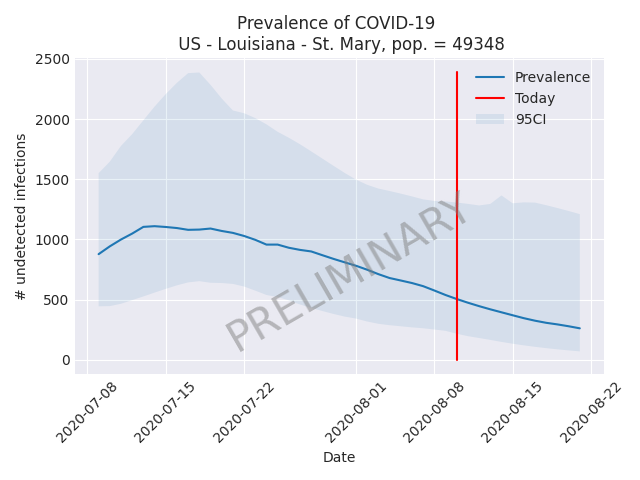 Prevalence of COVID-19
US - Louisiana - St. Mary, pop. = 49348
# undetected infections
2500
2000
1500
1000
500
0
Prevalence
Today
95CI
PRELIMINARY
2020-07-08
2020-07-15
2020-07-22
2020-08-01
2020-08-08
2020-08-15
2020-08-22
Date